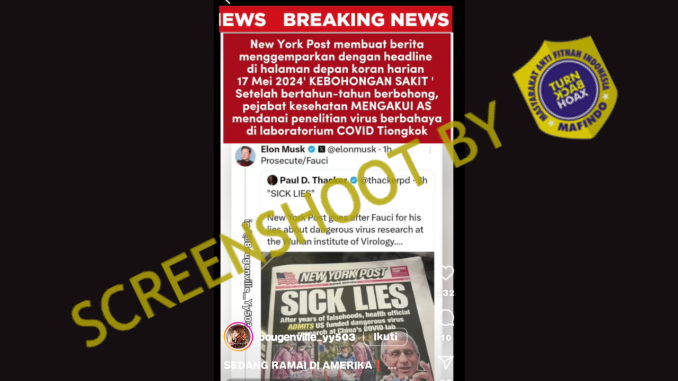 NEWS BREAKING NEWS
New York Post membuat berita
menggemparkan dengan headline
di halaman depan koran harian
17 Mei 2024' KEBOHONGAN SAKIT '
Setelah bertahun-tahun berbohong,
pejabat kesehatan MENGAKUI AS
mendanai penelitian virus berbahaya
di laboratorium COVID Tiongkok
Elon Musk @elonmusk · 1h
Prosecute/Fauci
Paul D. Thacker @thackerpd
"SICK LIES"
New York Post goes after Fauci for his
lies about dangerous virus research at
the Wuhan institute of Virology....
NEW YORK POST
SICK LIES
After years of falsehoods, health official
ADMITS US funded dangerous virus
research at China's COVID lab
bougenville_yy503 Ikuti
SEDANG RAMAI DI AMERIKA
10
SCREENSHOOT BY
MASYARAKAT ANTI FITNAH INDONESIA
TURN
BACK
HOAX
MAFINDO